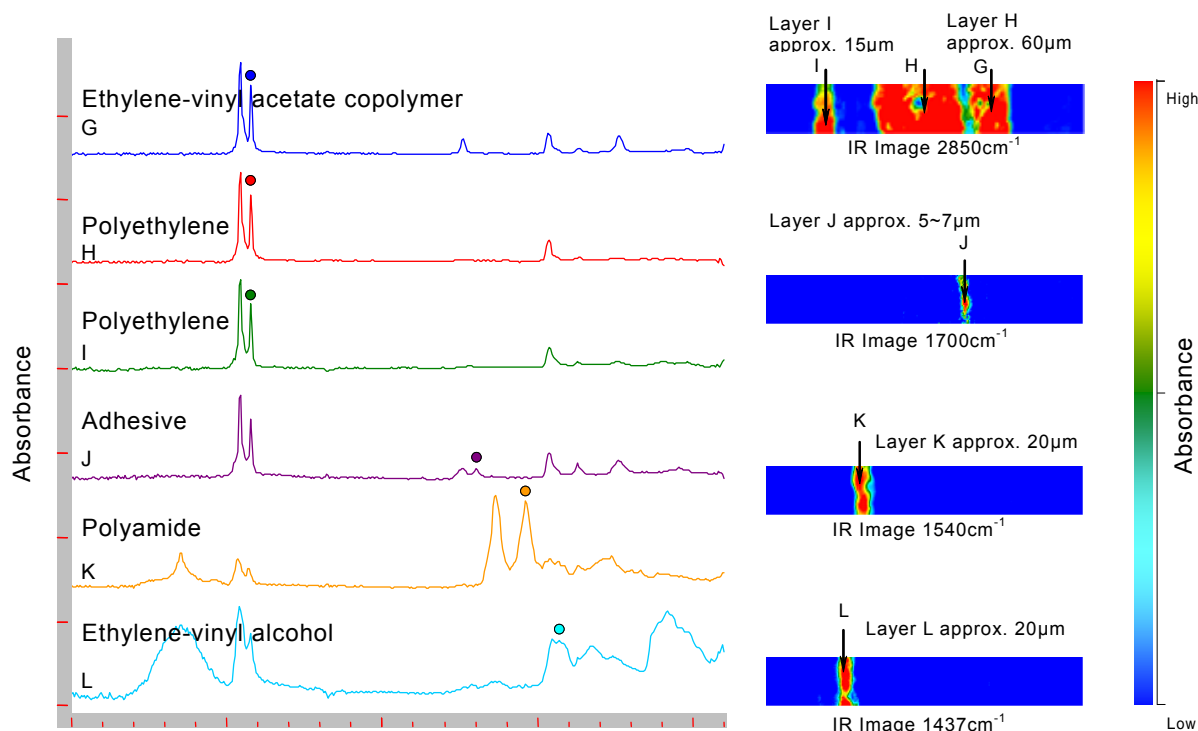 Absorbance
Ethylene-vinyl acetate copolymer
G
Polyethylene
H
Polyethylene
I
Adhesive
J
Polyamide
K
Ethylene-vinyl alcohol
L
Layer I
approx. 15μm
Layer H
approx. 60μm
I
H
G
IR Image 2850cm⁻¹
Layer J approx. 5~7μm
J
IR Image 1700cm⁻¹
K
Layer K approx. 20μm
IR Image 1540cm⁻¹
L
Layer L approx. 20μm
IR Image 1437cm⁻¹
High
Absorbance
Low